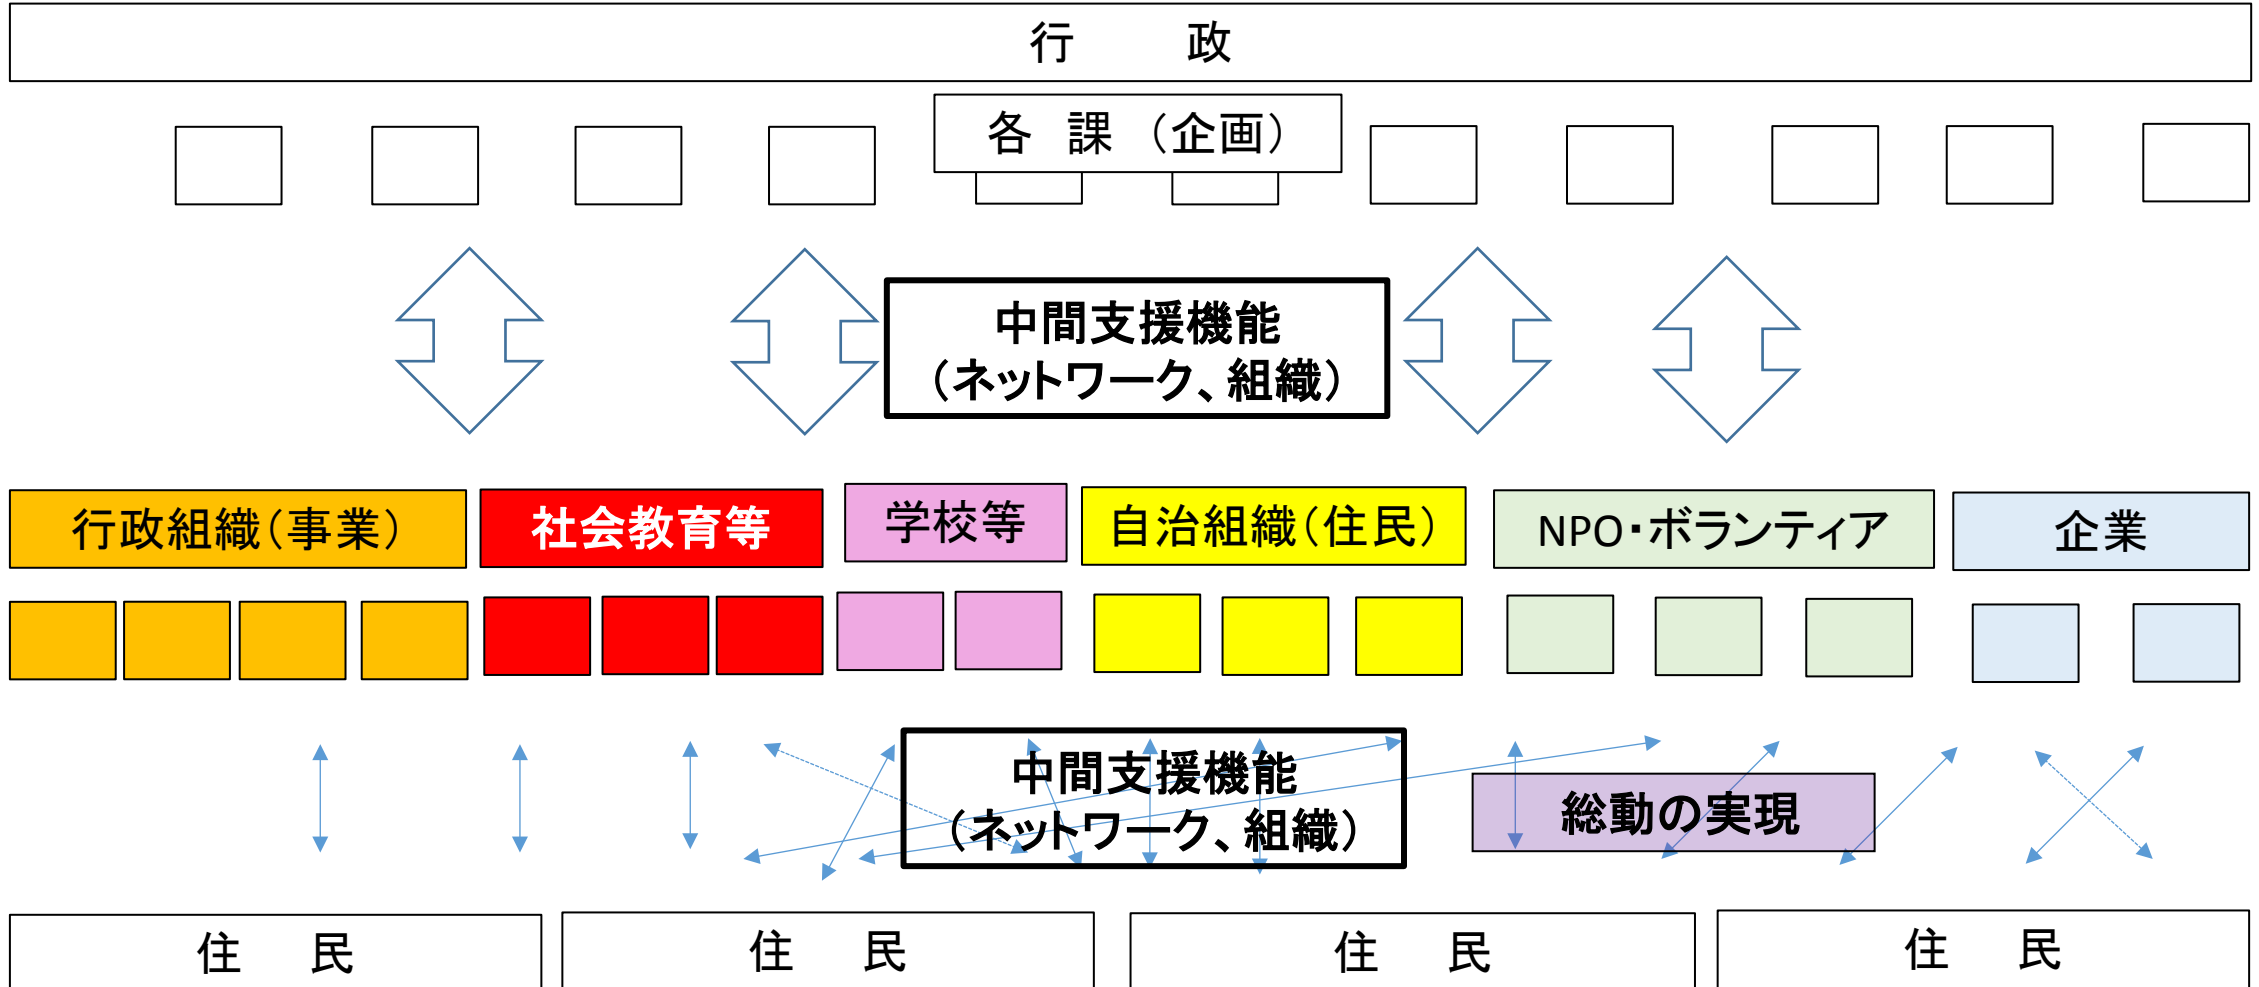 行　　政
各　課　（企画）
中間支援機能
（ネットワーク、組織）
行政組織（事業）
社会教育等
学校等
自治組織（住民）
NPO・ボランティア
企業
中間支援機能
（ネットワーク、組織）
総動の実現
住　民
住　民
住　民
住　民